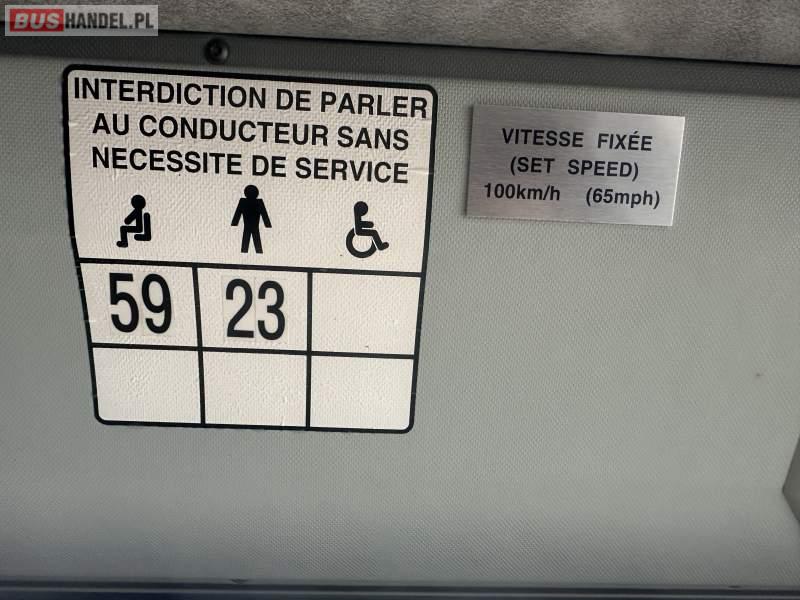 BUSHANDEL.PL
INTERDICTION DE PARLER
AU CONDUCTEUR SANS
NECESSITE DE SERVICE
59 23
VITESSE FIXÉE
(SET SPEED)
100km/h (65mph)